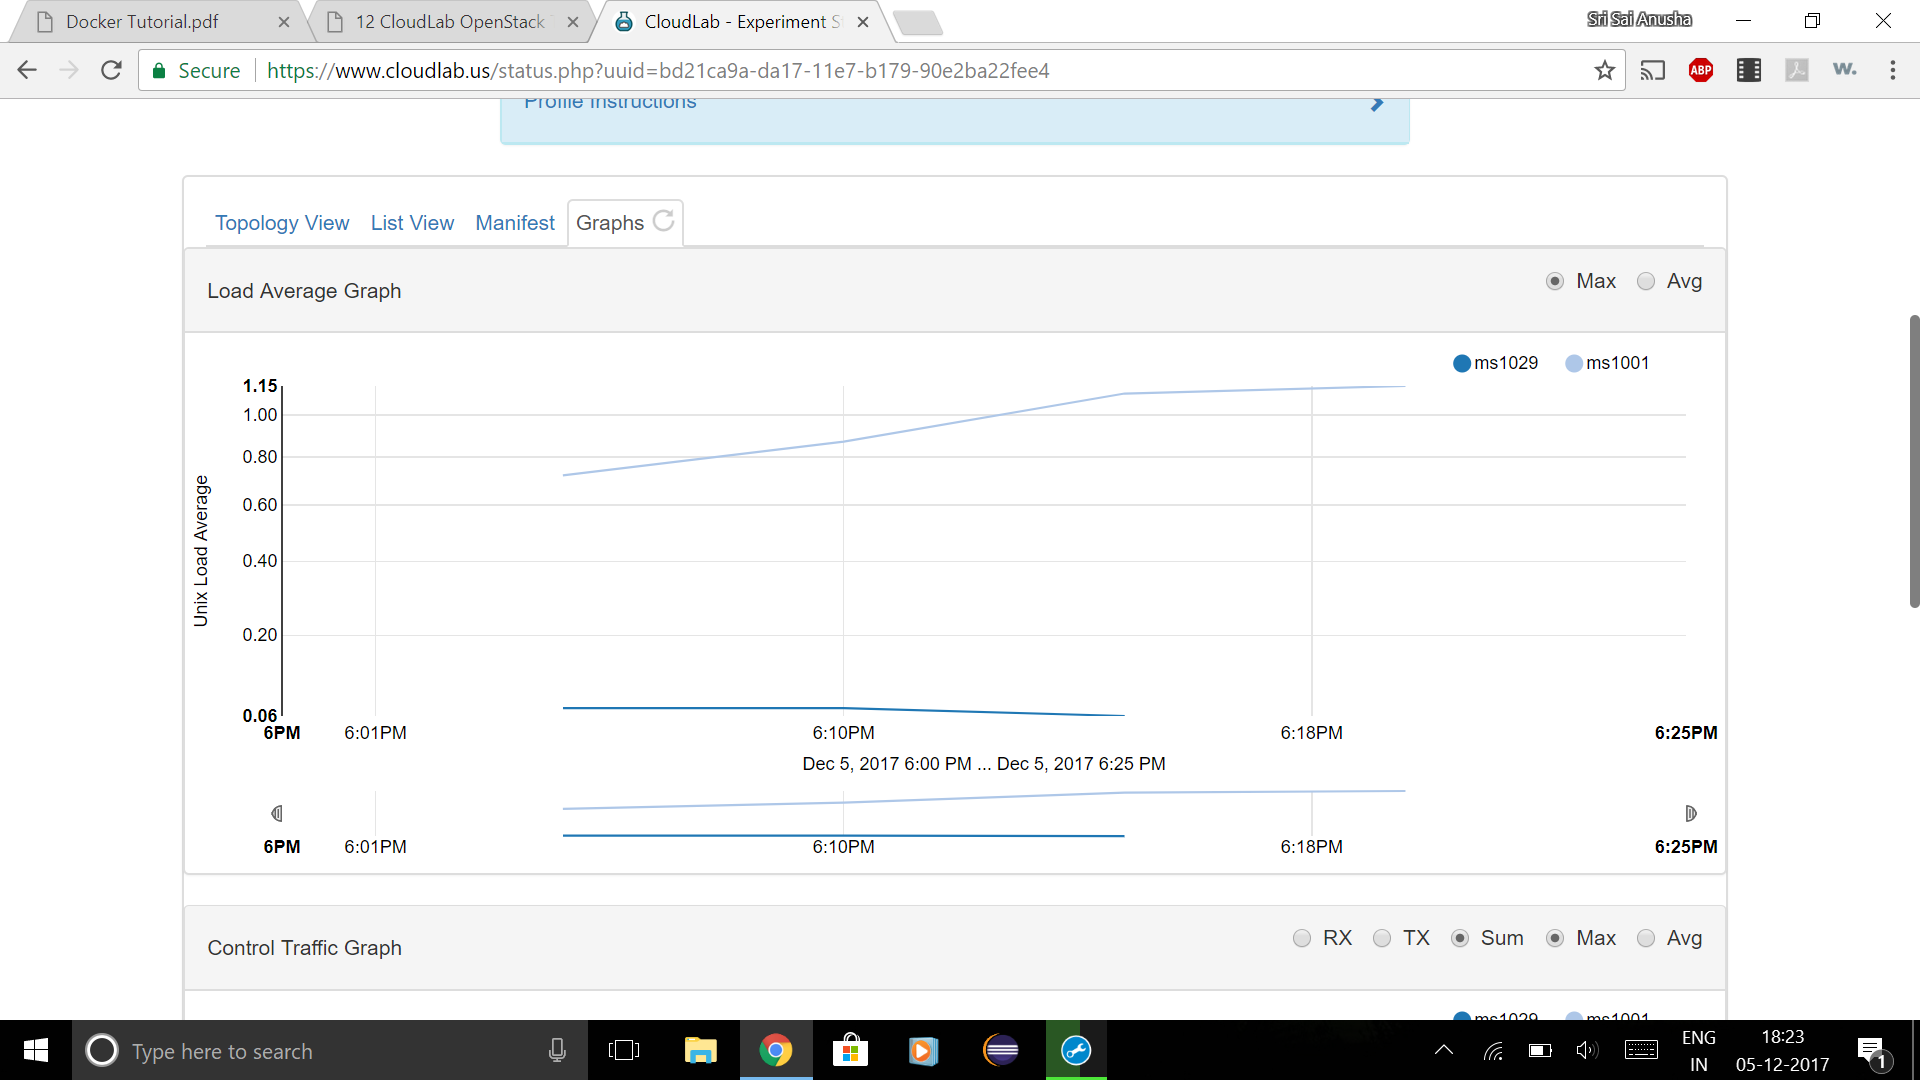 Docker Tutorial.pdf
12 CloudLab OpenStack
CloudLab - Experiment S
Sri Sai Anusha
Secure
https://www.cloudlab.us/status.php?uuid=bd21ca9a-da17-11e7-b179-90e2ba22fee4
ABP
w.
Profile Instructions
Topology View
List View
Manifest
Graphs
Load Average Graph
Max
Avg
ms1029
ms1001
1.15
1.00
0.80
0.60
0.40
0.20
0.06
Unix Load Average
6PM
6:01PM
6:10PM
6:18PM
6:25PM
Dec 5, 2017 6:00 PM ... Dec 5, 2017 6:25 PM
6PM
6:01PM
6:10PM
6:18PM
6:25PM
Control Traffic Graph
RX
TX
Sum
Max
Avg
ms1029
ms1001
Type here to search
ENG
IN
18:23
05-12-2017
1